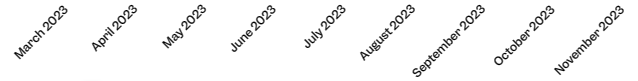 March 2023
April 2023
May 2023
June 2023
July 2023
August 2023
September 2023
October 2023
November 2023